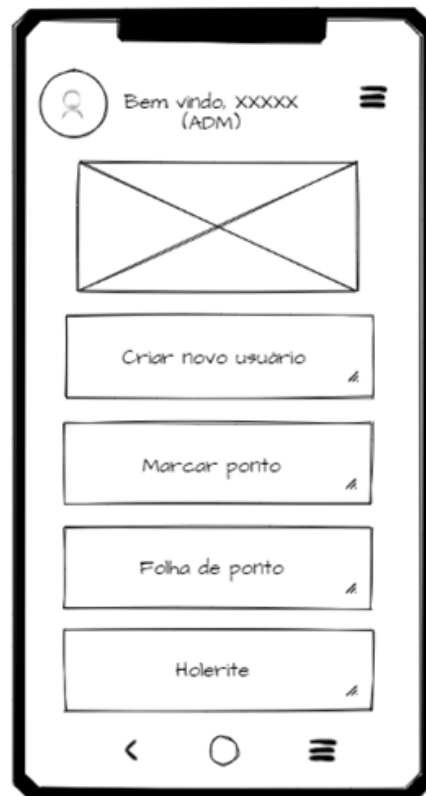 Bem vindo, XXXXX
(ADM)
Criar novo usuário
Marcar ponto
Folha de ponto
Holerite